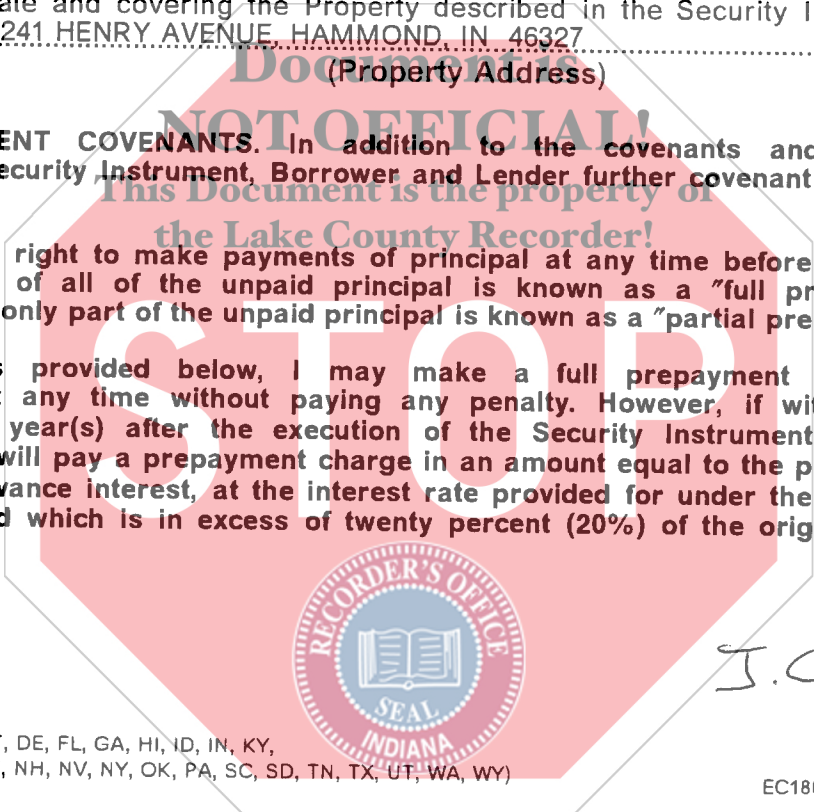 ate and covering the Property described in the Security I
241 HENRY AVENUE, HAMMOND, IN 46327
Document is
(Property Address)
NOT OFFICIAL!
ENT COVENANTS. In addition to the covenants and
ecurity Instrument, Borrower and Lender further covenant
This Document is the property of
the Lake County Recorder!
right to make payments of principal at any time before
of all of the unpaid principal is known as a "full pr
only part of the unpaid principal is known as a "partial pre
STOP
s provided below, I may make a full prepayment
t any time without paying any penalty. However, if wit
year(s) after the execution of the Security Instrument
will pay a prepayment charge in an amount equal to the p
vance interest, at the interest rate provided for under the
d which is in excess of twenty percent (20%) of the orig
RECORDER'S OFFICE
SEAL
INDIANA
J.C
, DE, FL, GA, HI, ID, IN, KY,
, NH, NV, NY, OK, PA, SC, SD, TN, TX, UT, WA, WY)
EC18